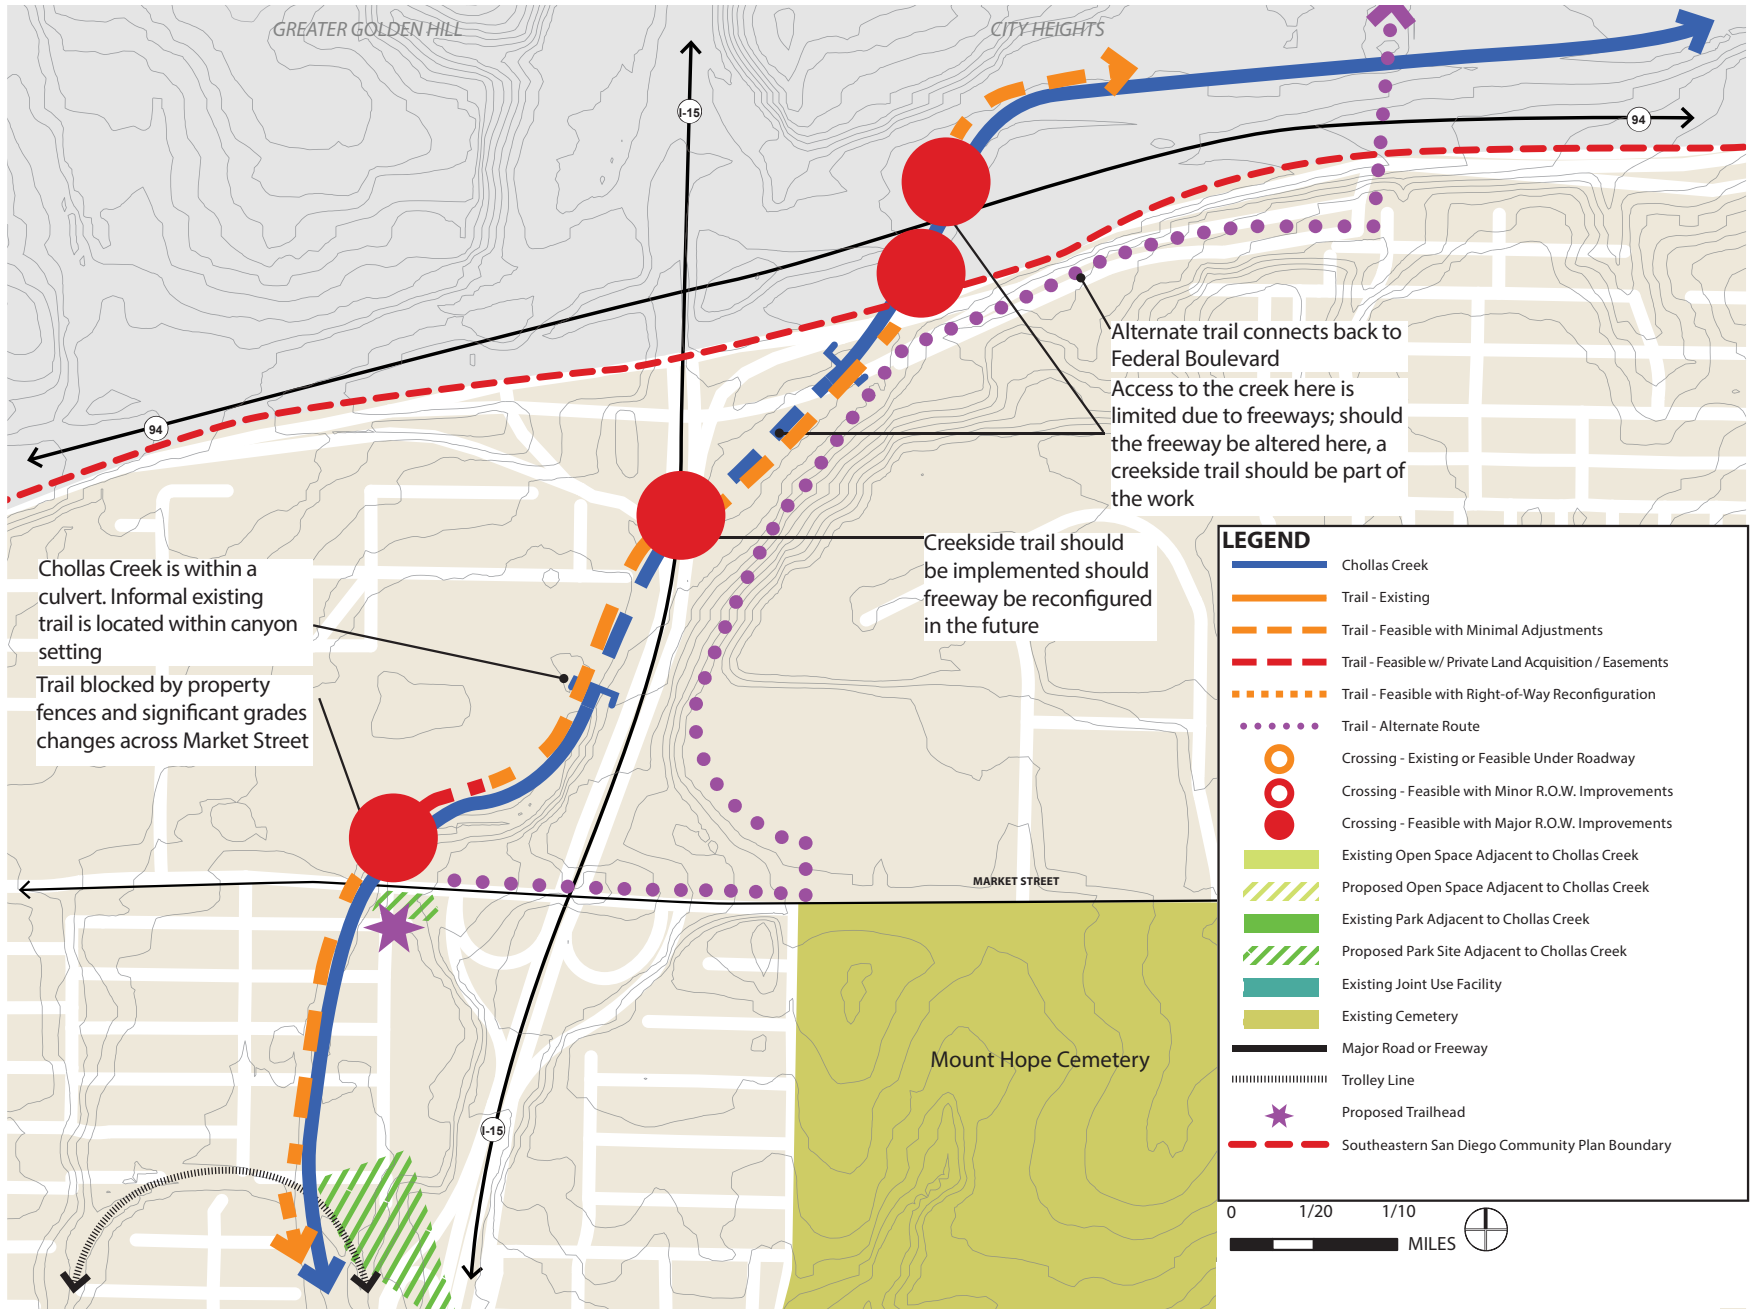 GREATER GOLDEN HILL
CITY HEIGHTS
I-15
94
94
Alternate trail connects back to
Federal Boulevard
Access to the creek here is
limited due to freeways; should
the freeway be altered here, a
creekside trail should be part of
the work
Creekside trail should
be implemented should
freeway be reconfigured
in the future
Chollas Creek is within a
culvert. Informal existing
trail is located within canyon
setting
Trail blocked by property
fences and significant grades
changes across Market Street
MARKET STREET
Mount Hope Cemetery
I-15
LEGEND
Chollas Creek
Trail - Existing
Trail - Feasible with Minimal Adjustments
Trail - Feasible w/ Private Land Acquisition / Easements
Trail - Feasible with Right-of-Way Reconfiguration
Trail - Alternate Route
Crossing - Existing or Feasible Under Roadway
Crossing - Feasible with Minor R.O.W. Improvements
Crossing - Feasible with Major R.O.W. Improvements
Existing Open Space Adjacent to Chollas Creek
Proposed Open Space Adjacent to Chollas Creek
Existing Park Adjacent to Chollas Creek
Proposed Park Site Adjacent to Chollas Creek
Existing Joint Use Facility
Existing Cemetery
Major Road or Freeway
Trolley Line
Proposed Trailhead
Southeastern San Diego Community Plan Boundary
0 1/20 1/10
MILES